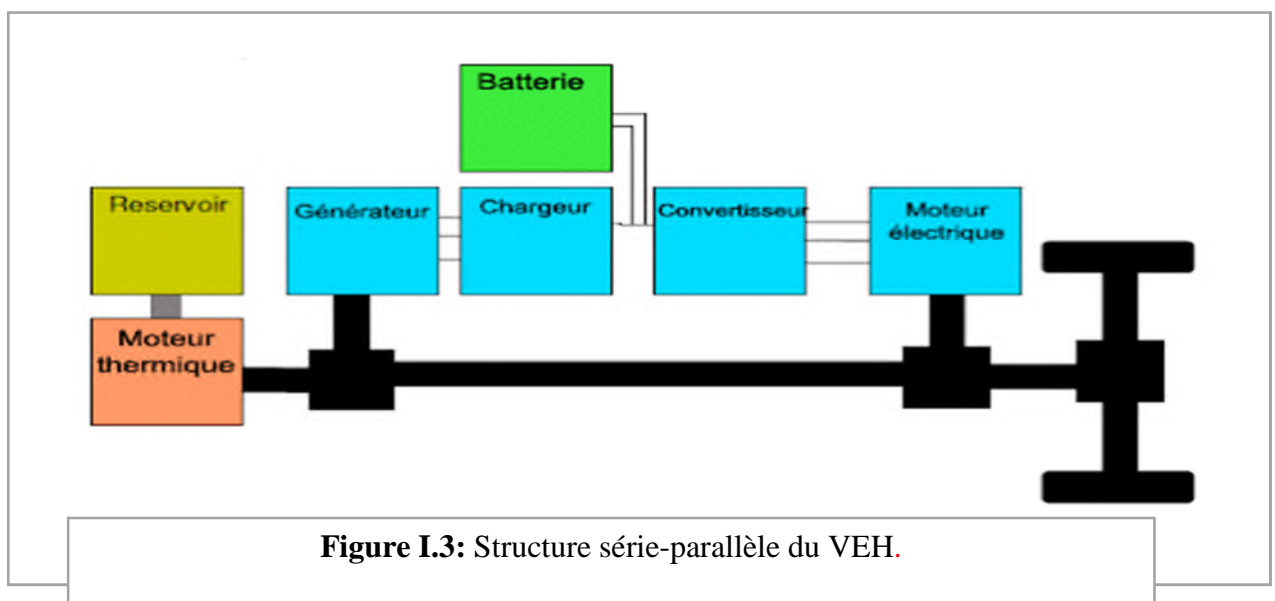 Batterie
Reservoir
Générateur
Chargeur
Convertisseur
Moteur
électrique
Moteur
thermique
Figure I.3: Structure série-parallèle du VEH.